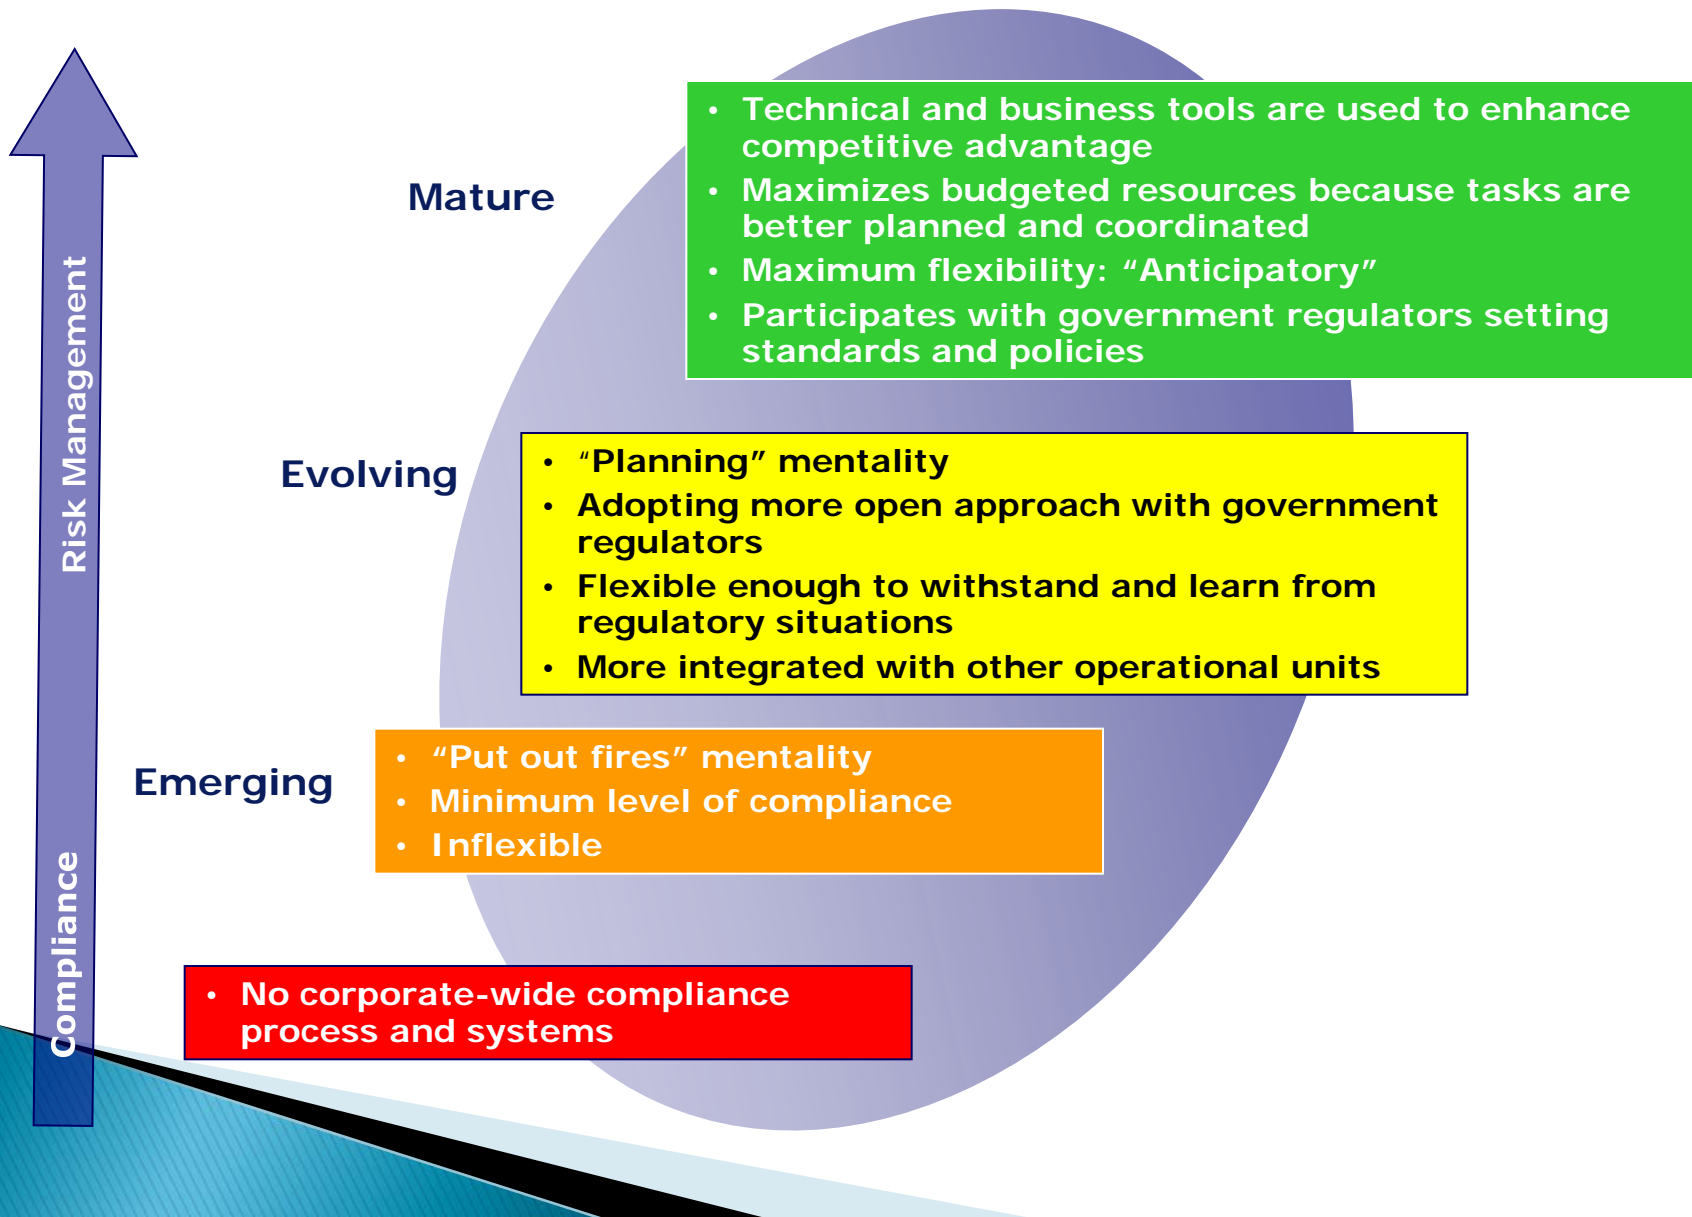 Mature
• Technical and business tools are used to enhance
competitive advantage
• Maximizes budgeted resources because tasks are
better planned and coordinated
• Maximum flexibility: “Anticipatory”
• Participates with government regulators setting
standards and policies
Evolving
• “Planning” mentality
• Adopting more open approach with government
regulators
• Flexible enough to withstand and learn from
regulatory situations
• More integrated with other operational units
Emerging
• “Put out fires” mentality
• Minimum level of compliance
• Inflexible
• No corporate-wide compliance
process and systems
Risk Management
Compliance